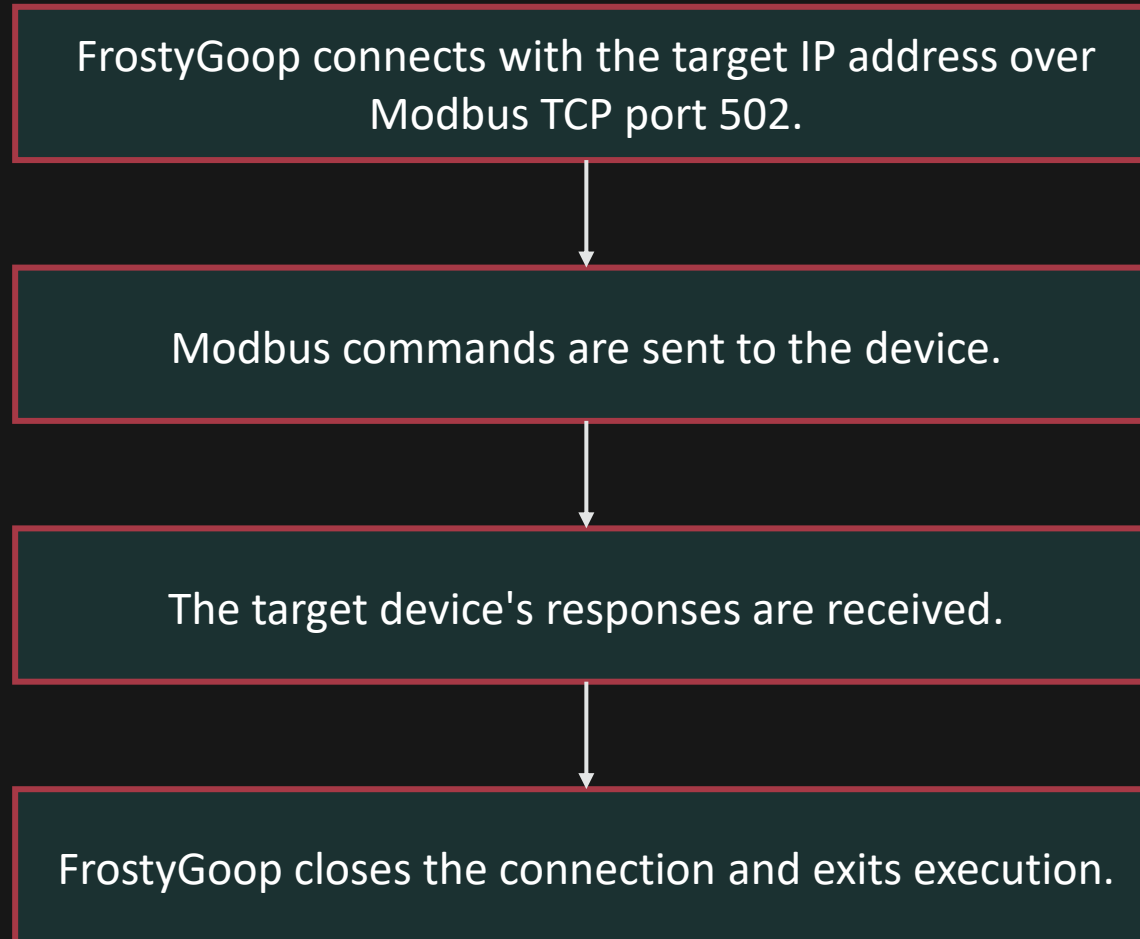 FrostyGoop connects with the target IP address over
Modbus TCP port 502.
Modbus commands are sent to the device.
The target device's responses are received.
FrostyGoop closes the connection and exits execution.